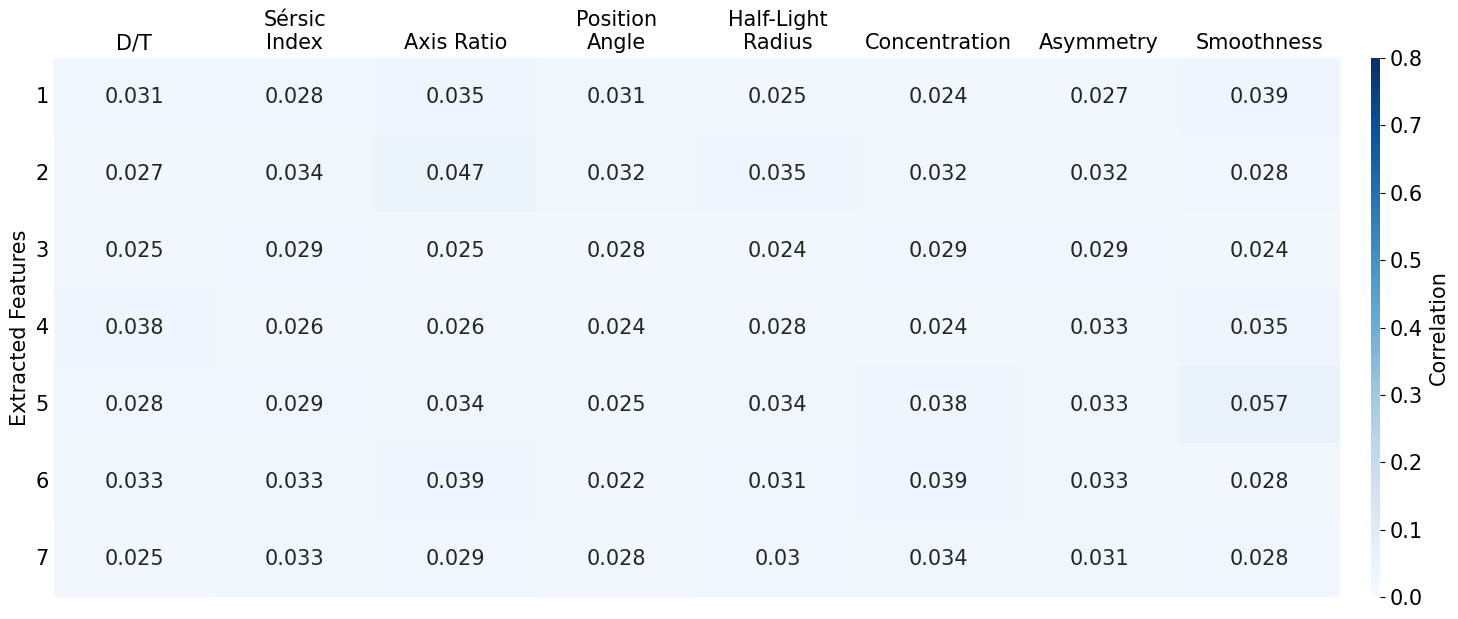 D/T Sérsic Index Axis Ratio Position Angle Half-Light Radius Concentration Asymmetry Smoothness
1 0.031 0.028 0.035 0.031 0.025 0.024 0.027 0.039
2 0.027 0.034 0.047 0.032 0.035 0.032 0.032 0.028
3 0.025 0.029 0.025 0.028 0.024 0.029 0.029 0.024
4 0.038 0.026 0.026 0.024 0.028 0.024 0.033 0.035
5 0.028 0.029 0.034 0.025 0.034 0.038 0.033 0.057
6 0.033 0.033 0.039 0.022 0.031 0.039 0.033 0.028
7 0.025 0.033 0.029 0.028 0.03 0.034 0.031 0.028
Extracted Features
0.8
0.7
0.6
0.5
0.4
0.3
0.2
0.1
0.0
Correlation